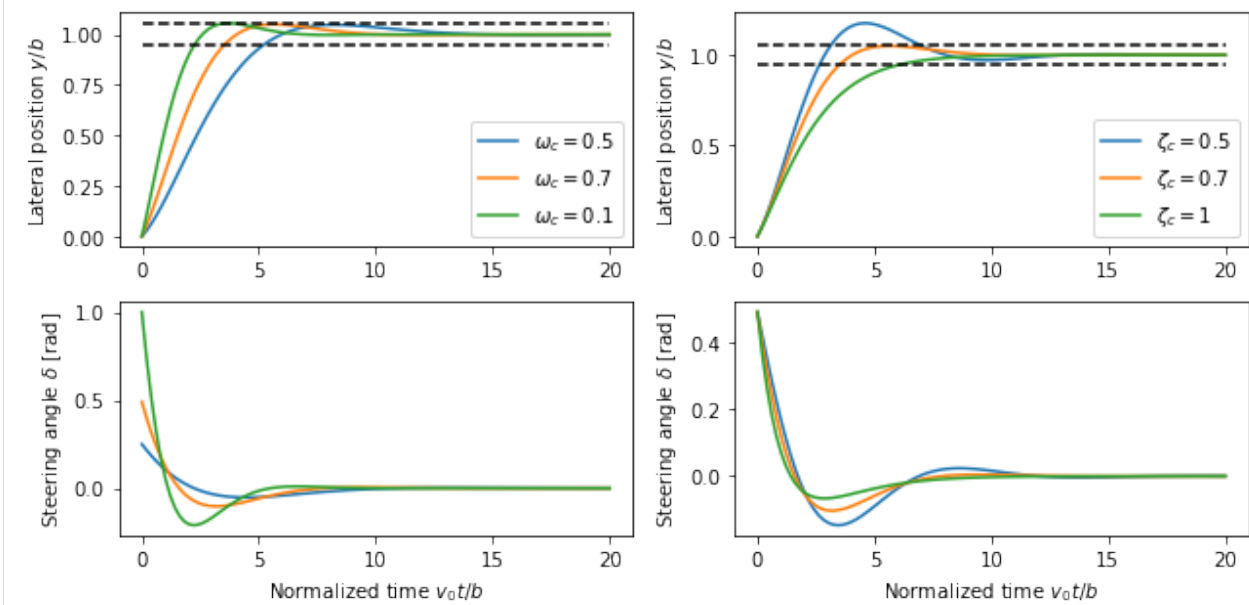 Lateral position y/b
1.00
0.75
0.50
0.25
0.00
ω_c = 0.5
ω_c = 0.7
ω_c = 0.1
0
5
10
15
20
Lateral position y/b
1.0
0.5
0.0
ζ_c = 0.5
ζ_c = 0.7
ζ_c = 1
0
5
10
15
20
Steering angle δ [rad]
1.0
0.5
0.0
0
5
10
15
20
Normalized time v₀t/b
Steering angle δ [rad]
0.4
0.2
0.0
0
5
10
15
20
Normalized time v₀t/b